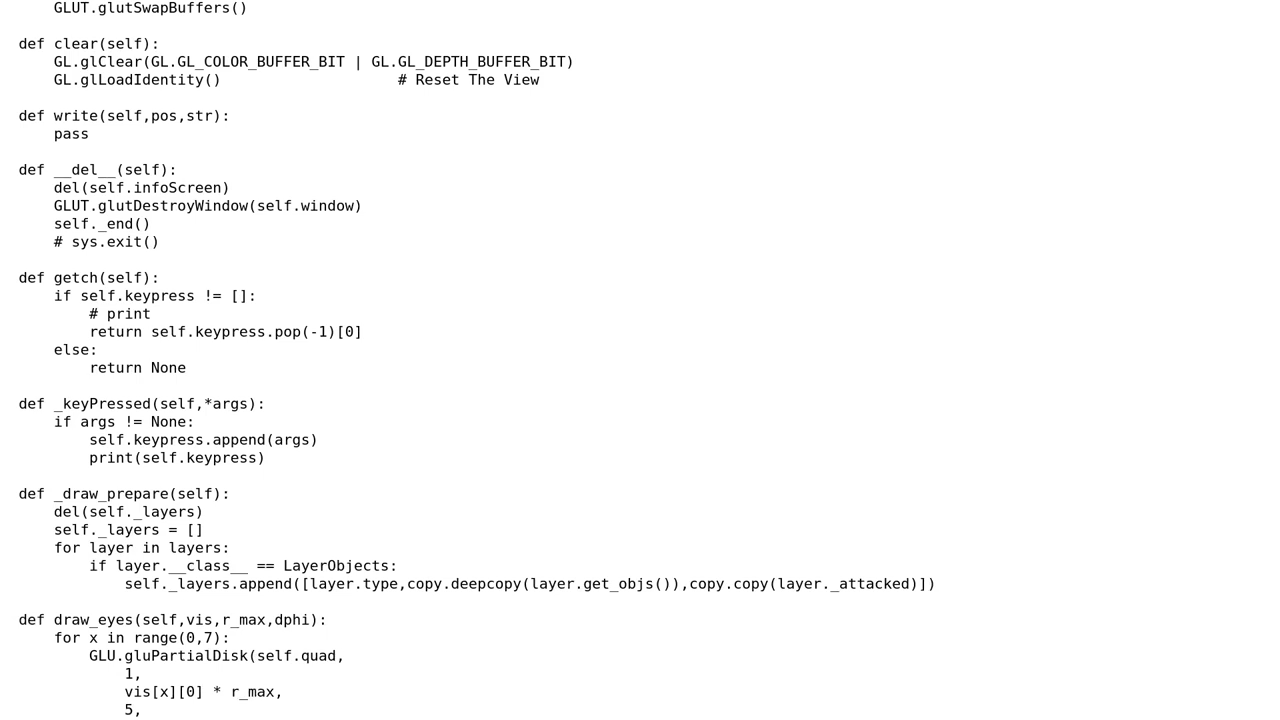 GLUT.glutSwapBuffers()

def clear(self):
    GL.glClear(GL.GL_COLOR_BUFFER_BIT | GL.GL_DEPTH_BUFFER_BIT)
    GL.glLoadIdentity()                    # Reset The View

def write(self,pos,str):
    pass

def __del__(self):
    del(self.infoScreen)
    GLUT.glutDestroyWindow(self.window)
    self._end()
    # sys.exit()

def getch(self):
    if self.keypress != []:
        # print
        return self.keypress.pop(-1)[0]
    else:
        return None

def _keyPressed(self,*args):
    if args != None:
        self.keypress.append(args)
        print(self.keypress)

def _draw_prepare(self):
    del(self._layers)
    self._layers = []
    for layer in layers:
        if layer.__class__ == LayerObjects:
            self._layers.append([layer.type,copy.deepcopy(layer.get_objs()),copy.copy(layer._attacked)])

def draw_eyes(self,vis,r_max,dphi):
    for x in range(0,7):
        GLU.gluPartialDisk(self.quad,
            1,
            vis[x][0] * r_max,
            5,